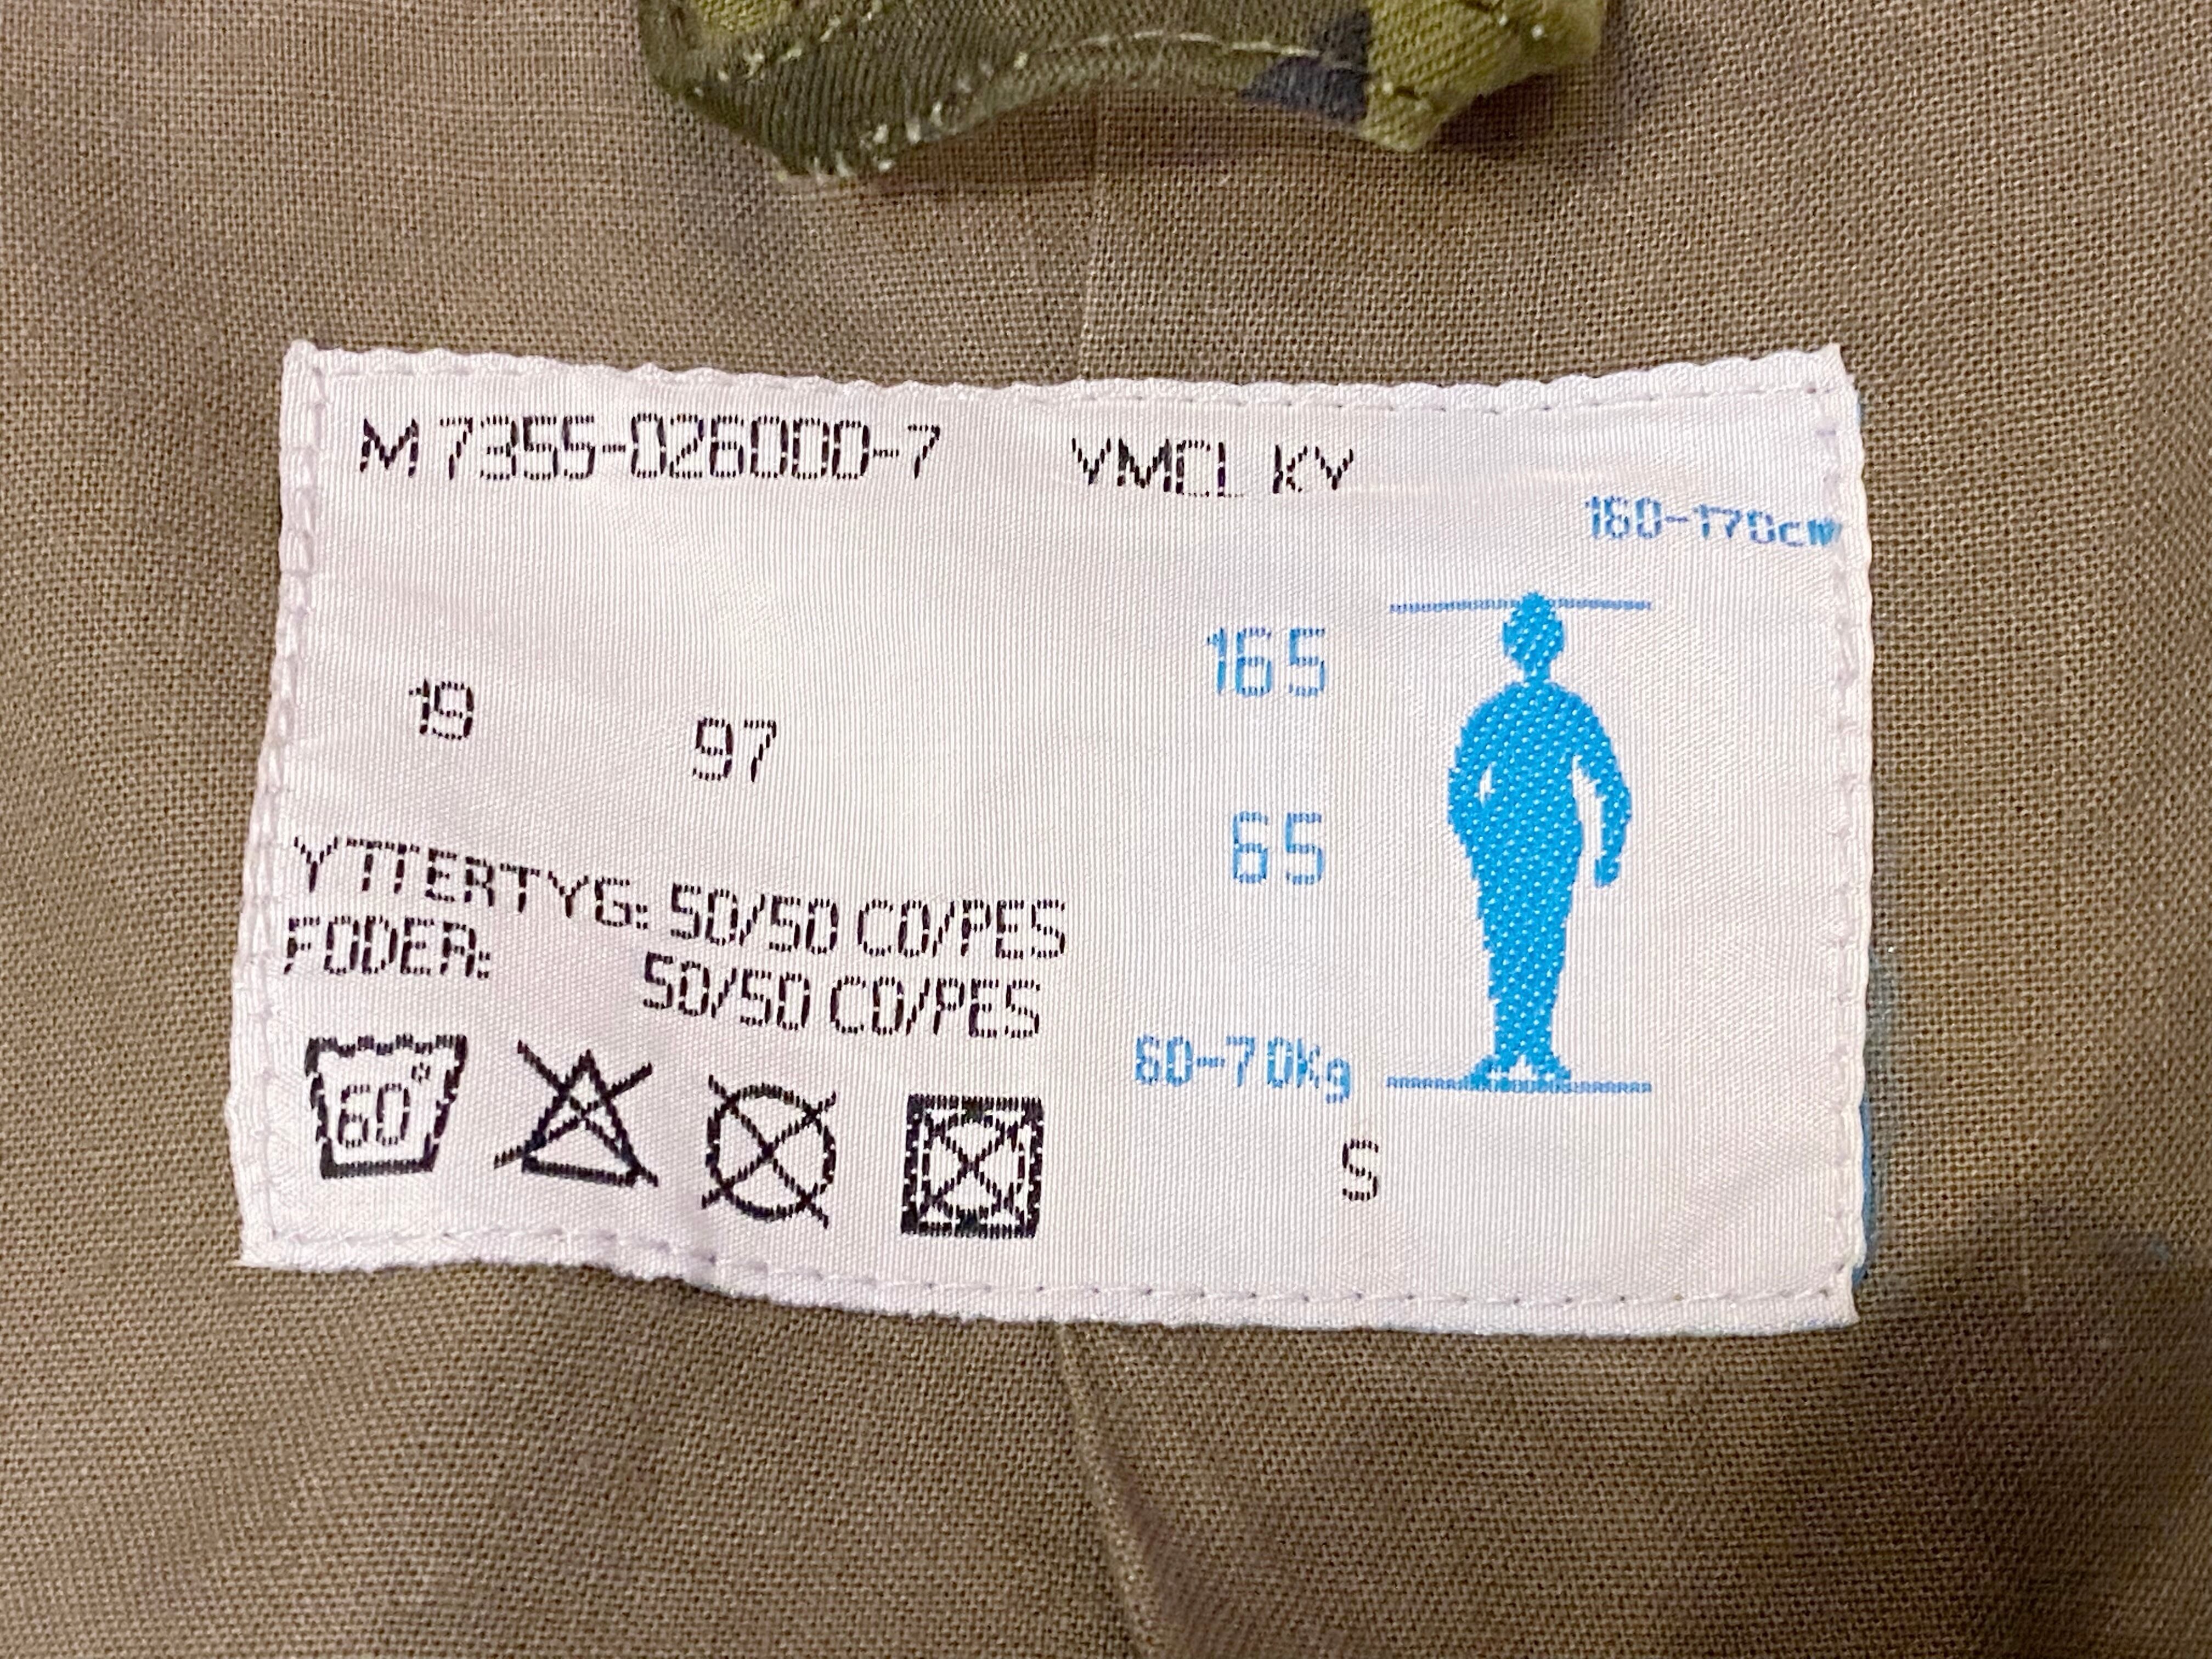 M 7355-026000-7 YMCL KY
160-170cm
165
19 97
65
YTTERTYG: 50/50 CO/PES
FODER: 50/50 CO/PES
60-70Kg
60°
S